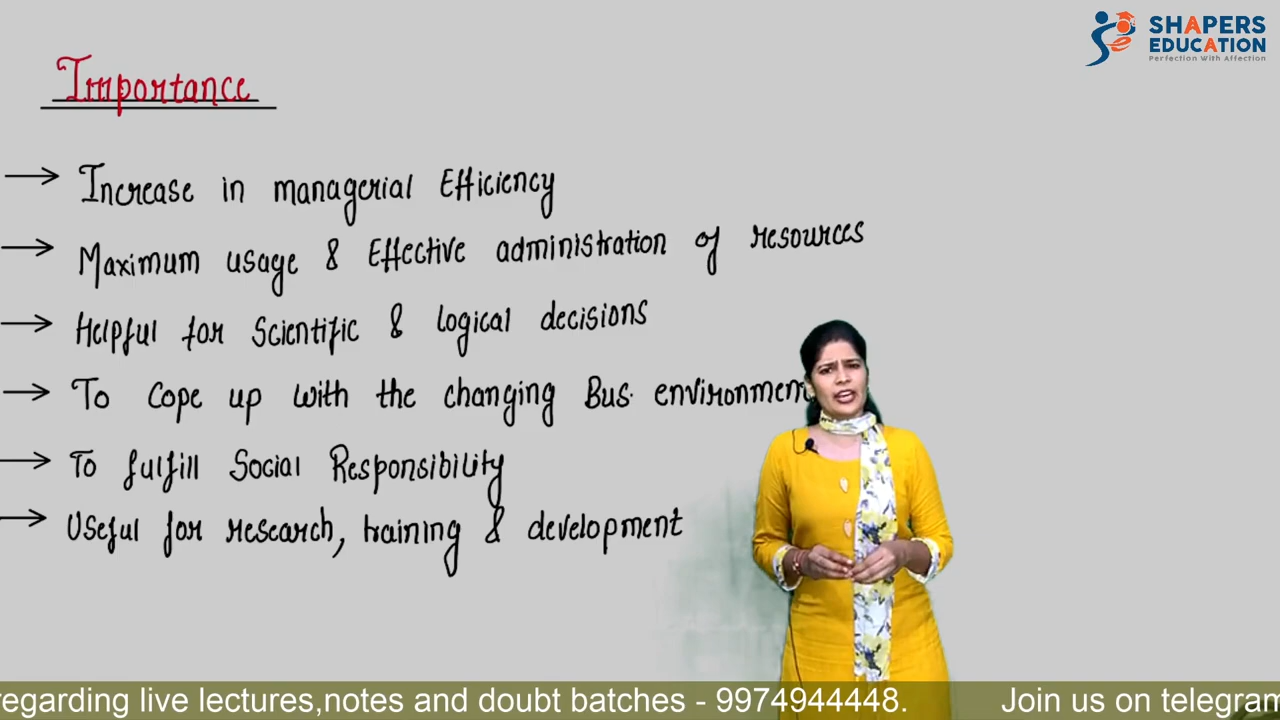 SHAPERS
EDUCATION
Perfection With Affection
Importance
→ Increase in managerial Efficiency
→ Maximum usage & Effective administration of resources
→ Helpful for Scientific & logical decisions
→ To Cope up with the changing Bus. environment
→ To fulfill Social Responsibility
→ Useful for research, training & development
regarding live lectures,notes and doubt batches - 9974944448. Join us on telegram